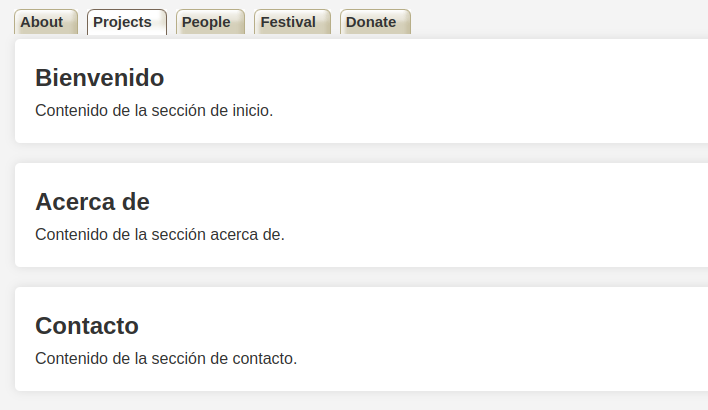 About Projects People Festival Donate
Bienvenido
Contenido de la sección de inicio.
Acerca de
Contenido de la sección acerca de.
Contacto
Contenido de la sección de contacto.